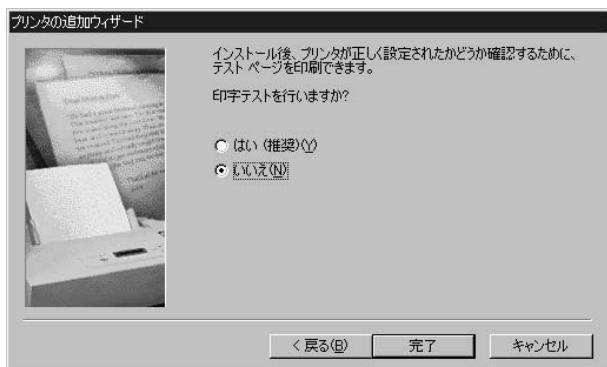 プリンタの追加ウィザード
インストール後、プリンタが正しく設定されたかどうか確認するために、
テスト ページを印刷できます。
印字テストを行いますか?
はい (推奨)(Y)
いいえ(N)
< 戻る(B)
完了
キャンセル